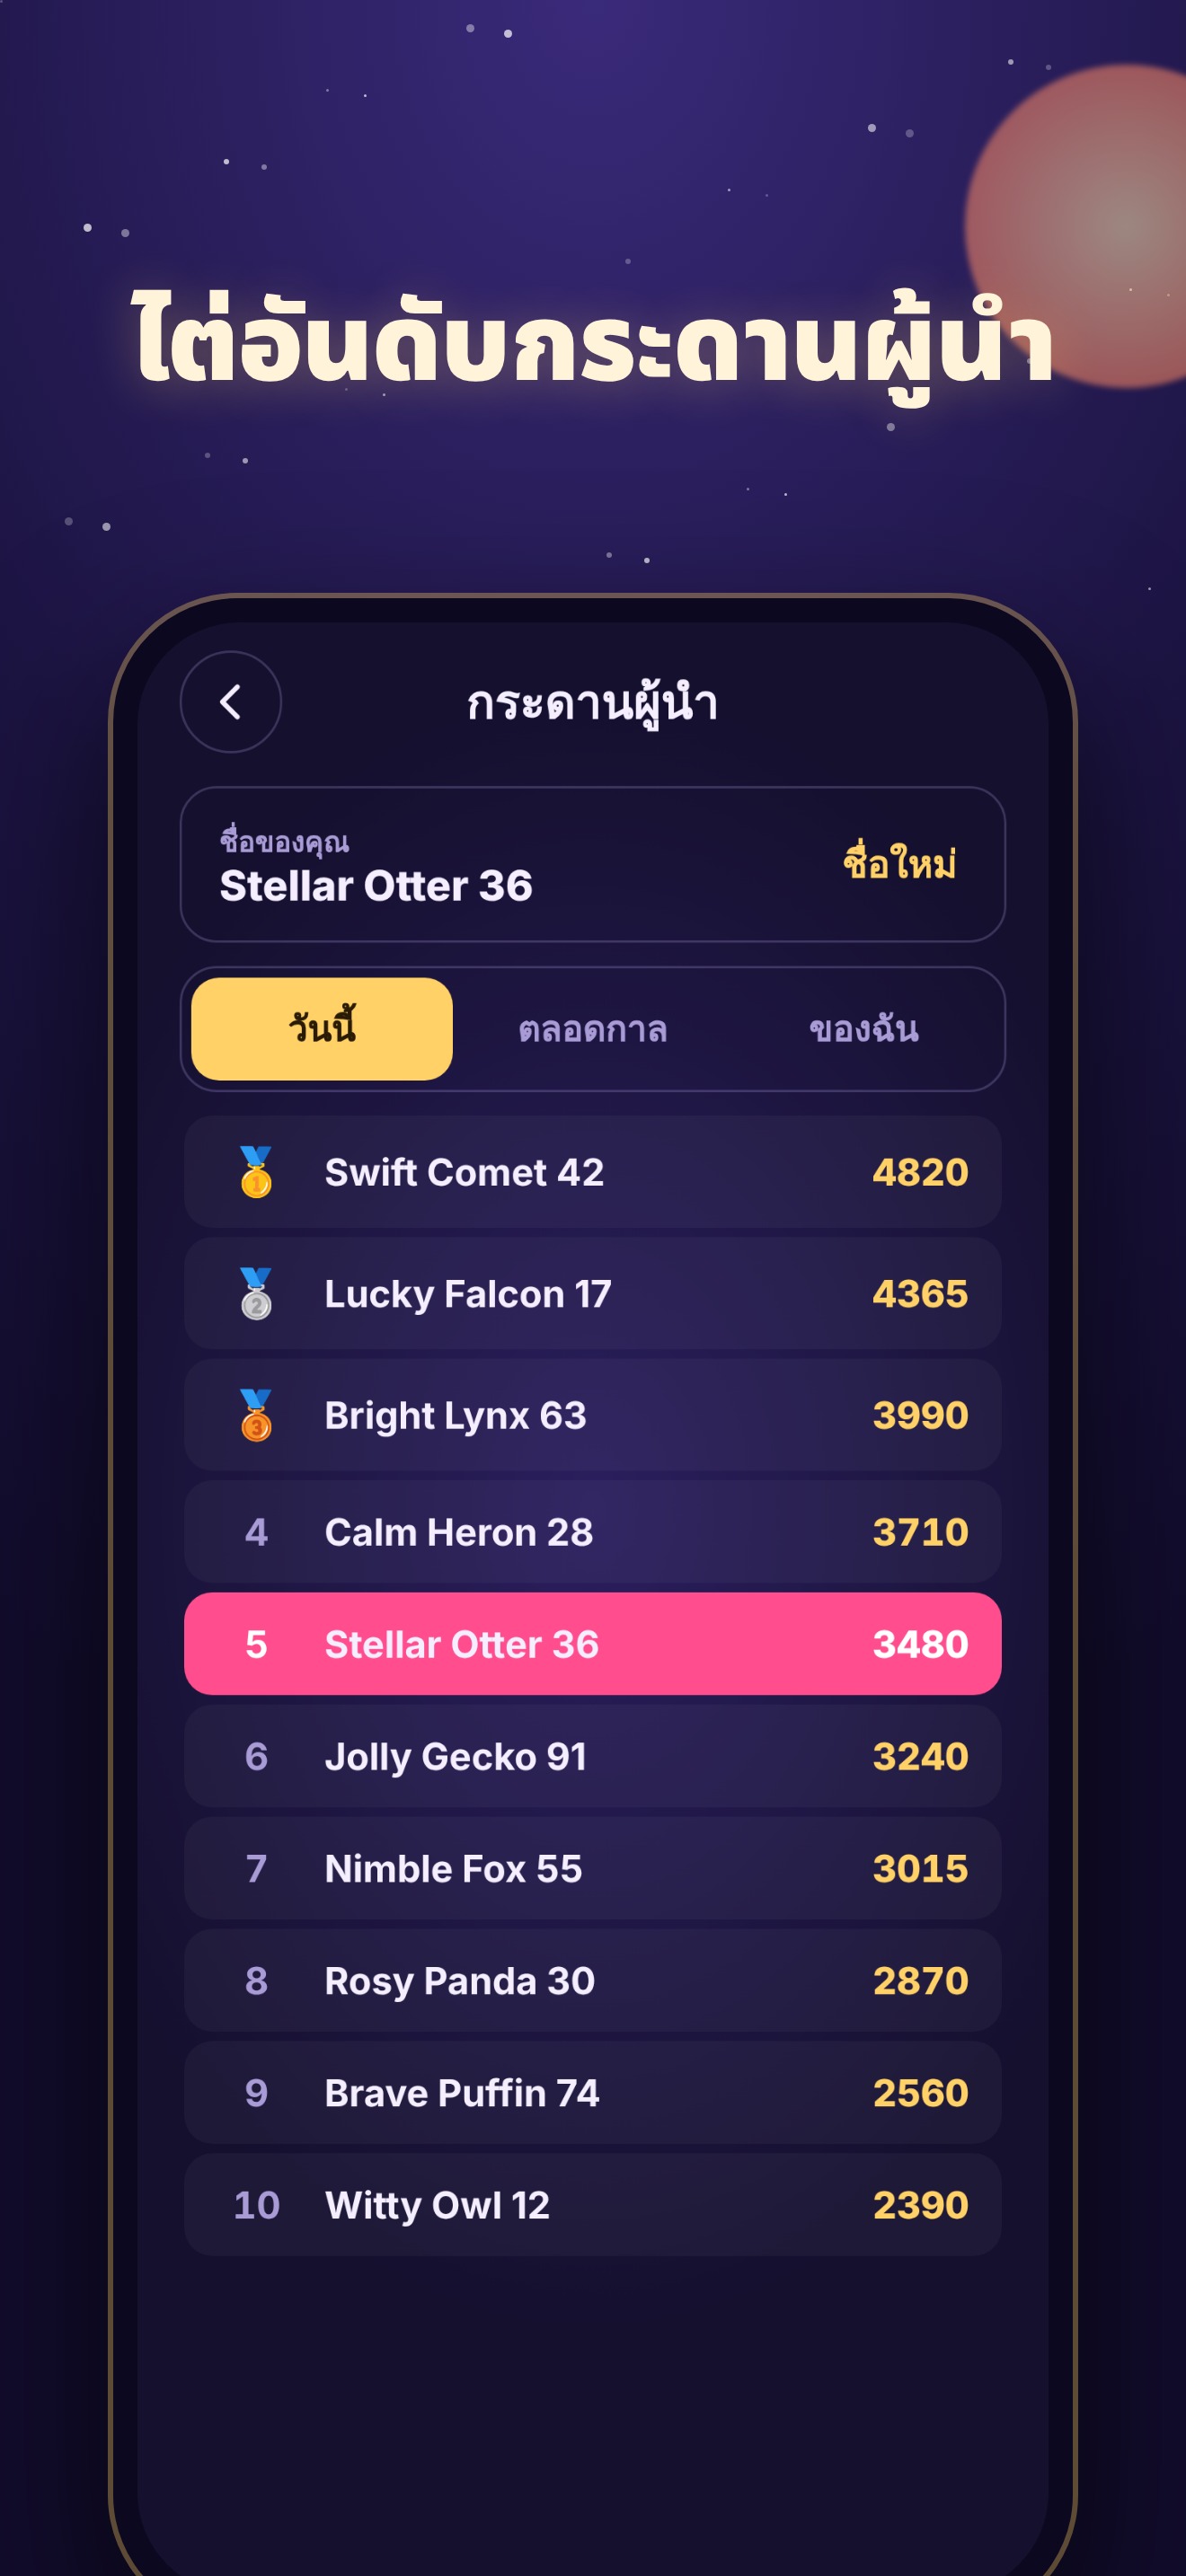 ไต่อันดับกระดานผู้นำ
กระดานผู้นำ
ชื่อของคุณ
Stellar Otter 36
ชื่อใหม่
วันนี้ ตลอดกาล ของฉัน
1 Swift Comet 42 4820
2 Lucky Falcon 17 4365
3 Bright Lynx 63 3990
4 Calm Heron 28 3710
5 Stellar Otter 36 3480
6 Jolly Gecko 91 3240
7 Nimble Fox 55 3015
8 Rosy Panda 30 2870
9 Brave Puffin 74 2560
10 Witty Owl 12 2390